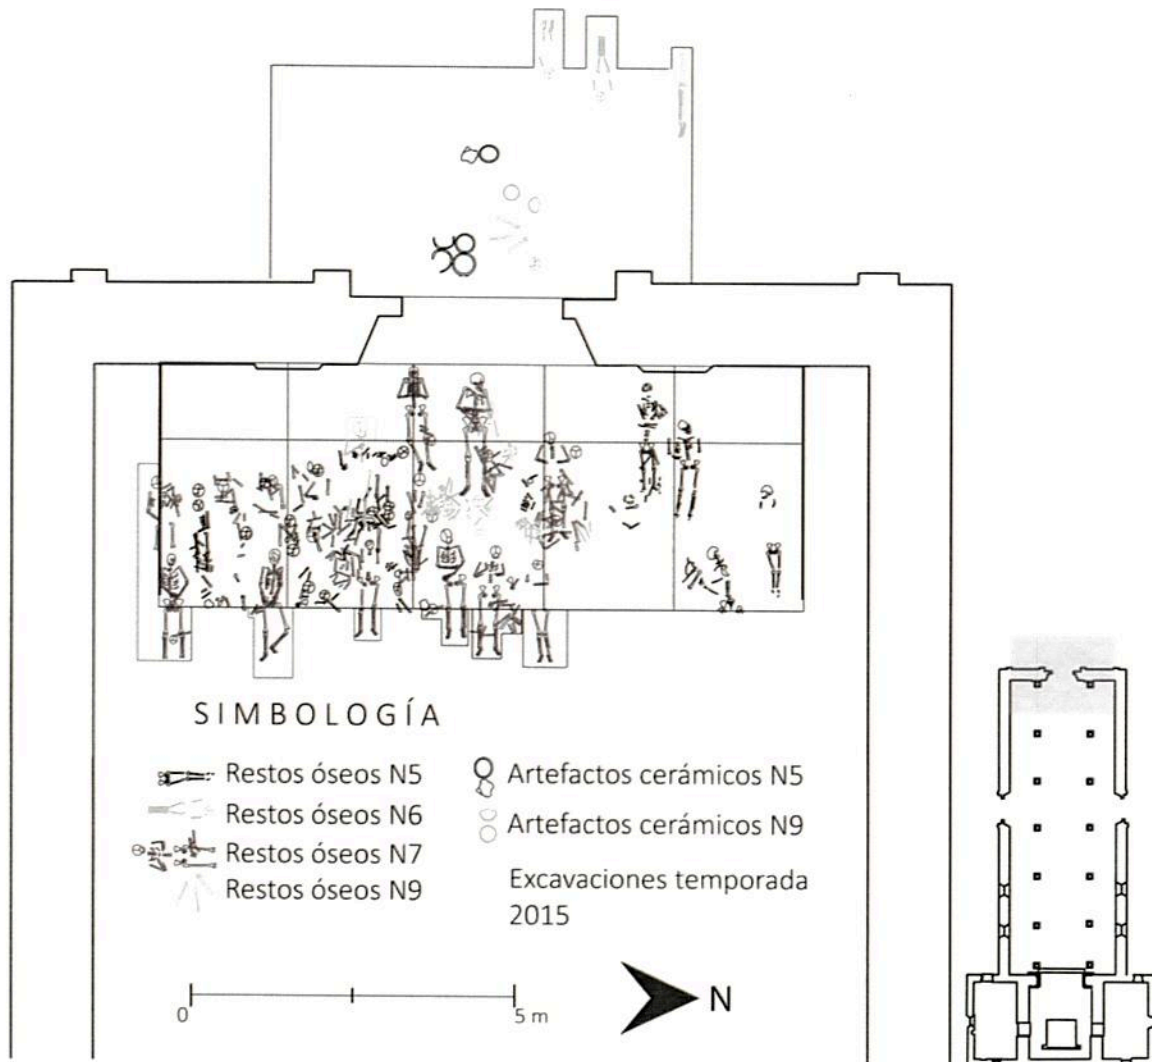 SIMBOLOGÍA
Restos óseos N5
Restos óseos N6
Restos óseos N7
Restos óseos N9
Artefactos cerámicos N5
Artefactos cerámicos N9
Excavaciones temporada
2015
0
5 m
N